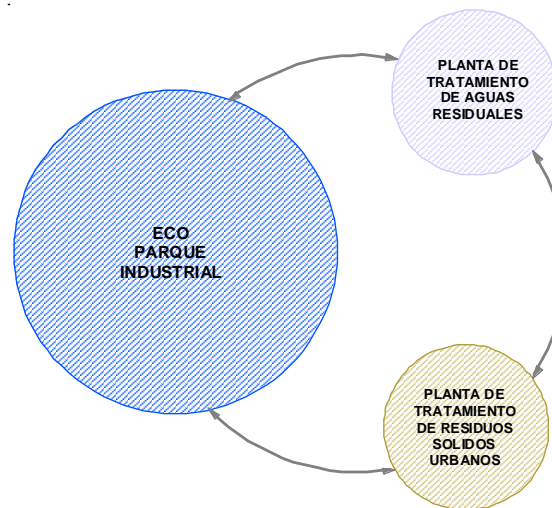 PLANTA DE
TRATAMIENTO
DE AGUAS
RESIDUALES
ECO
PARQUE
INDUSTRIAL
PLANTA DE
TRATAMIENTO
DE RESIDUOS
SOLIDOS
URBANOS